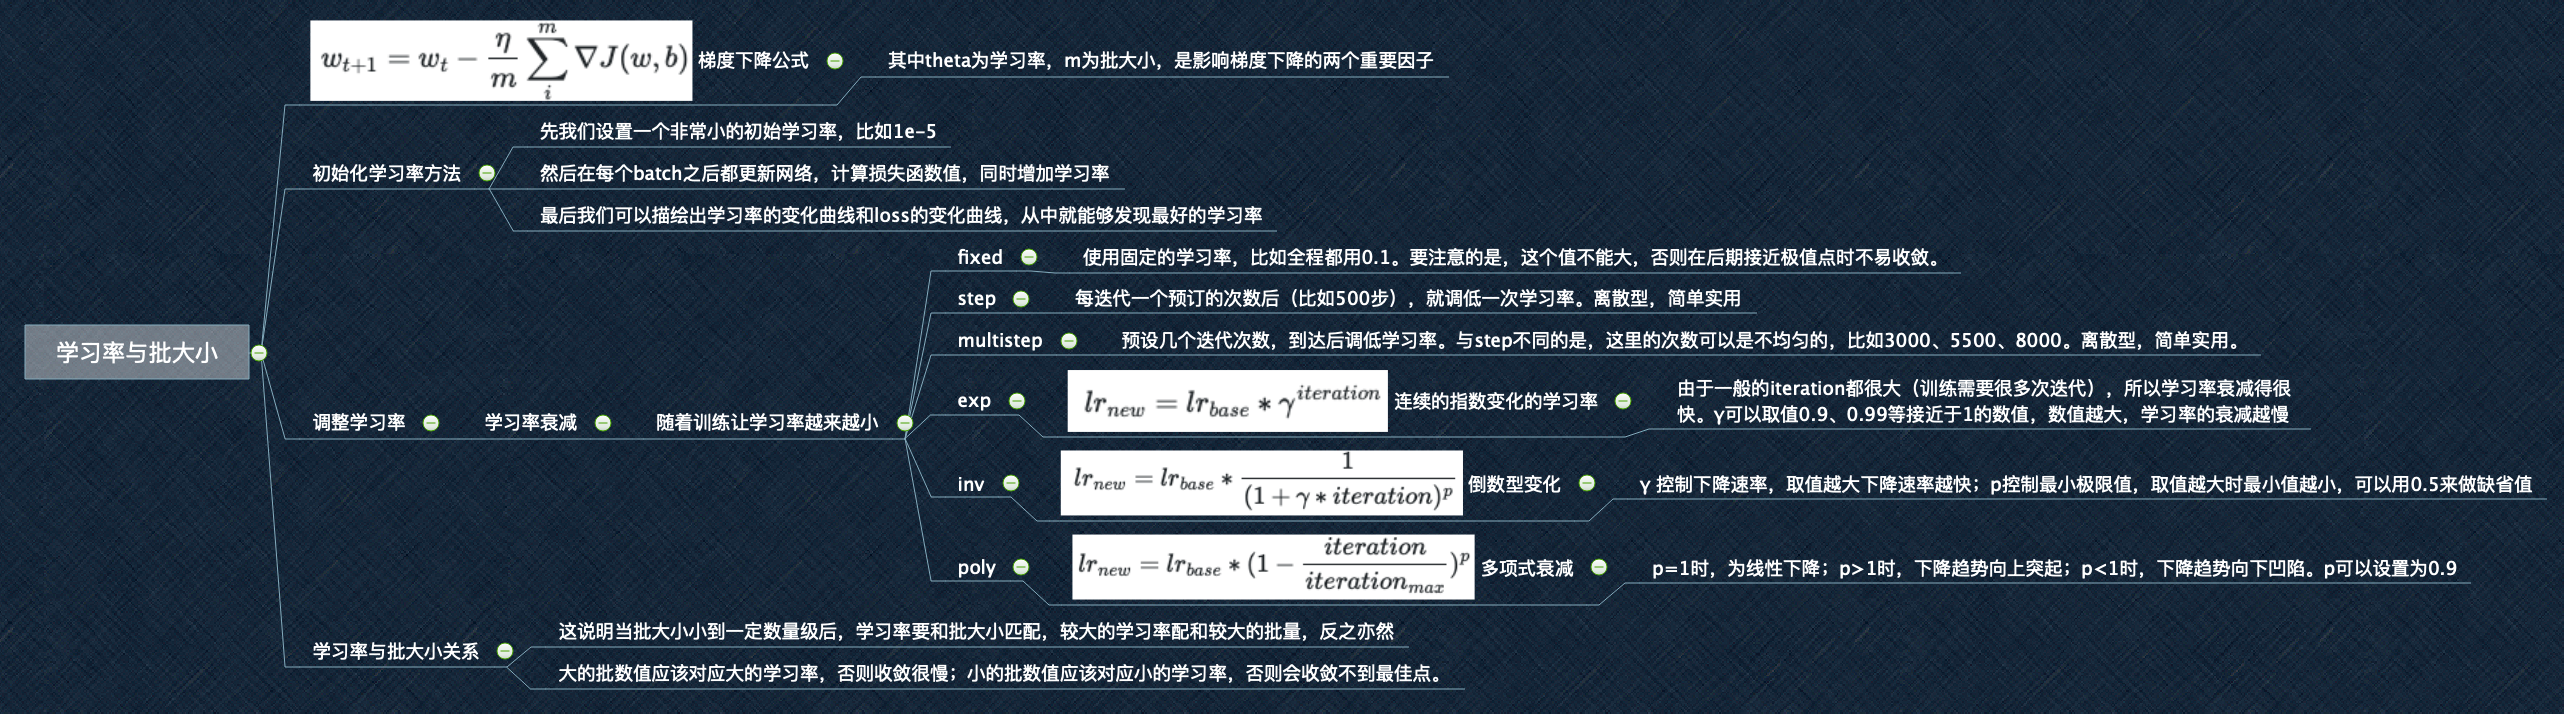 w_{t+1} = w_t − \frac{η}{m} \sum_i^m ∇J(w, b) 梯度下降公式
其中theta为学习率，m为批大小，是影响梯度下降的两个重要因子
初始化学习率方法
先我们设置一个非常小的初始学习率，比如1e-5
然后在每个batch之后都更新网络，计算损失函数值，同时增加学习率
最后我们可以描绘出学习率的变化曲线和loss的变化曲线，从中就能够发现最好的学习率
学习率与批大小
调整学习率
学习率衰减
随着训练让学习率越来越小
fixed
使用固定的学习率，比如全程都用0.1。要注意的是，这个值不能大，否则在后期接近极值点时不易收敛。
step
每迭代一个预订的次数后（比如500步），就调低一次学习率。离散型，简单实用
multistep
预设几个迭代次数，到达后调低学习率。与step不同的是，这里的次数可以是不均匀的，比如3000、5500、8000。离散型，简单实用。
exp
lr_{new} = lr_{base} * γ^{iteration} 连续的指数变化的学习率
由于一般的iteration都很大（训练需要很多次迭代），所以学习率衰减得很
快。γ可以取值0.9、0.99等接近于1的数值，数值越大，学习率的衰减越慢
inv
lr_{new} = lr_{base} * \frac{1}{(1 + γ * iteration)^p} 倒数型变化
γ 控制下降速率，取值越大下降速率越快；p控制最小极限值，取值越大时最小值越小，可以用0.5来做缺省值
poly
lr_{new} = lr_{base} * (1 − \frac{iteration}{iteration_{max}})^p 多项式衰减
p=1时，为线性下降；p>1时，下降趋势向上突起；p<1时，下降趋势向下凹陷。p可以设置为0.9
学习率与批大小关系
这说明当批大小小到一定数量级后，学习率要和批大小匹配，较大的学习率配和较大的批量，反之亦然
大的批数值应该对应大的学习率，否则收敛很慢；小的批数值应该对应小的学习率，否则会收敛不到最佳点。